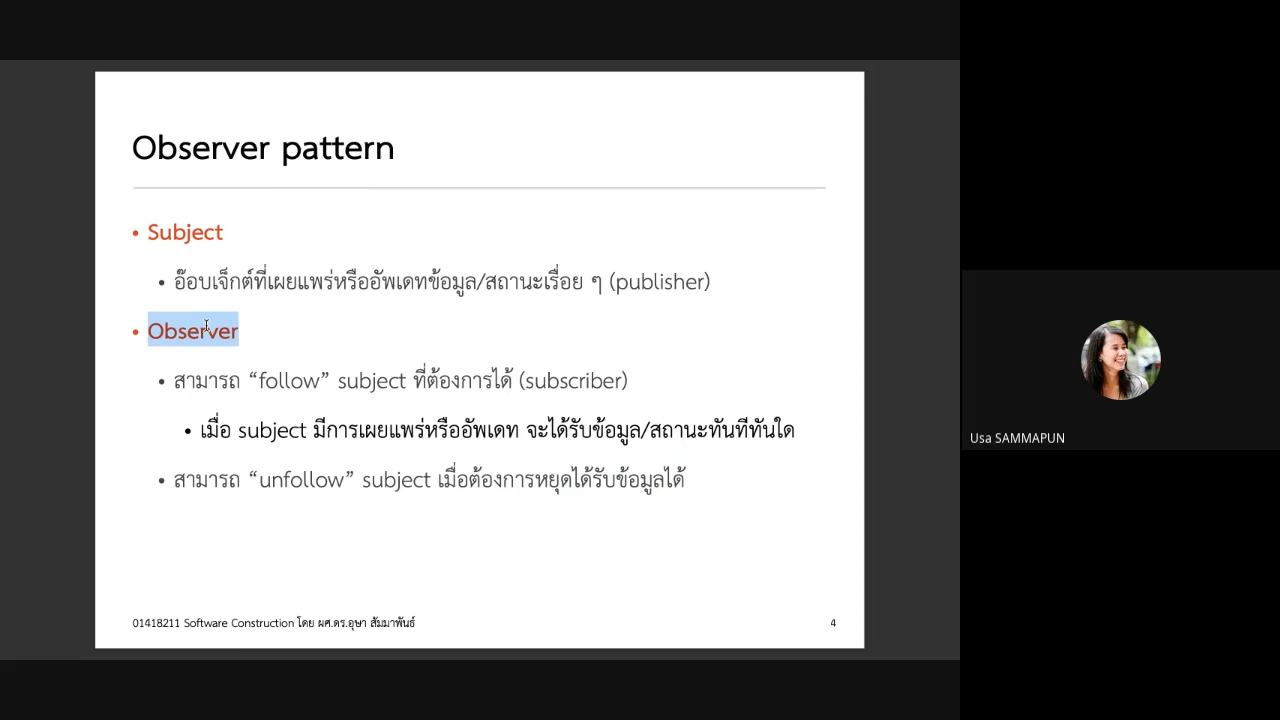 Observer pattern
• Subject
• อ๊อบเจ็กต์ที่เผยแพร่หรืออัพเดทข้อมูล/สถานะเรื่อย ๆ (publisher)
• Observer
• สามารถ “follow” subject ที่ต้องการได้ (subscriber)
• เมื่อ subject มีการเผยแพร่หรืออัพเดท จะได้รับข้อมูล/สถานะทันทีทันใด
• สามารถ “unfollow” subject เมื่อต้องการหยุดได้รับข้อมูลได้
01418211 Software Construction โดย ผศ.ดร.อุษา สัมมาพันธ์
4
Usa SAMMAPUN